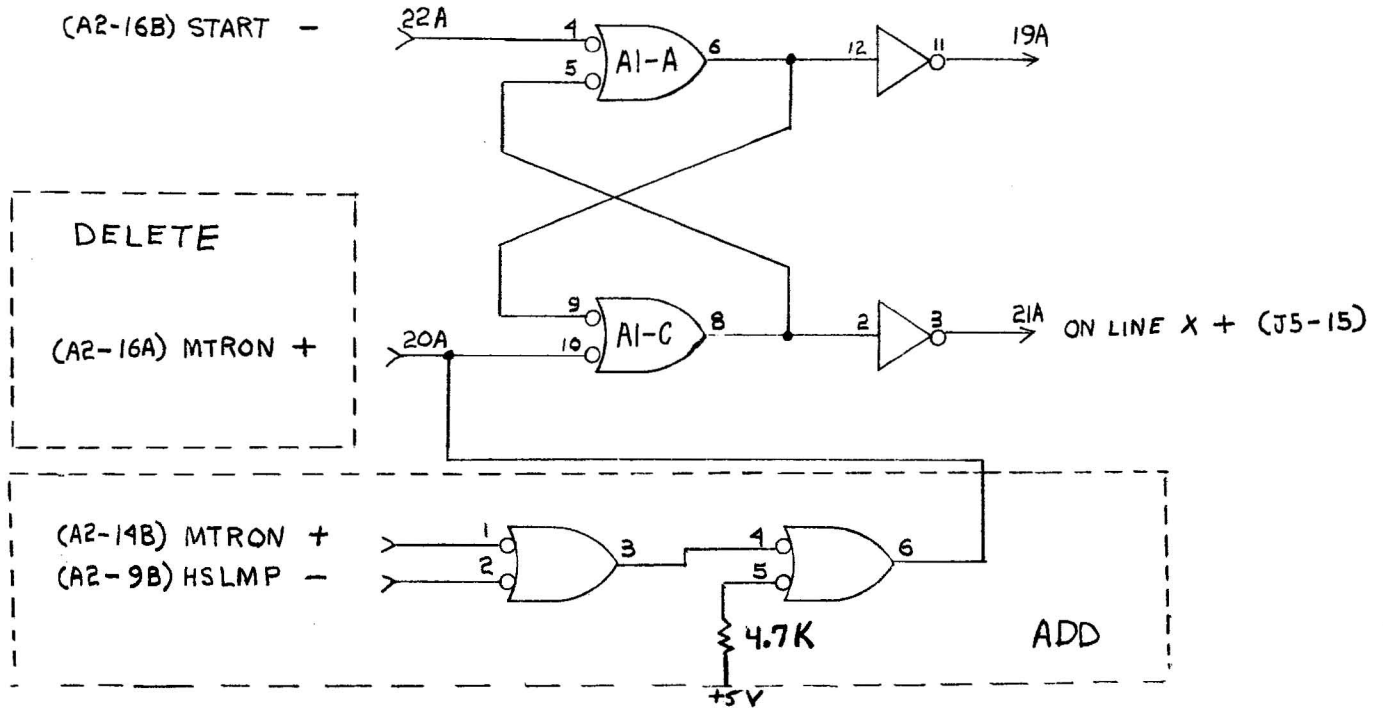 (A2-16B) START -
22A
4
5
A1-A
6
12
11
19A
DELETE
(A2-16A) MTRON +
20A
9
10
A1-C
8
2
3
21A
ON LINE X + (J5-15)
(A2-14B) MTRON +
(A2-9B) HSLMP -
1
2
3
4
5
6
4.7K
+5V
ADD